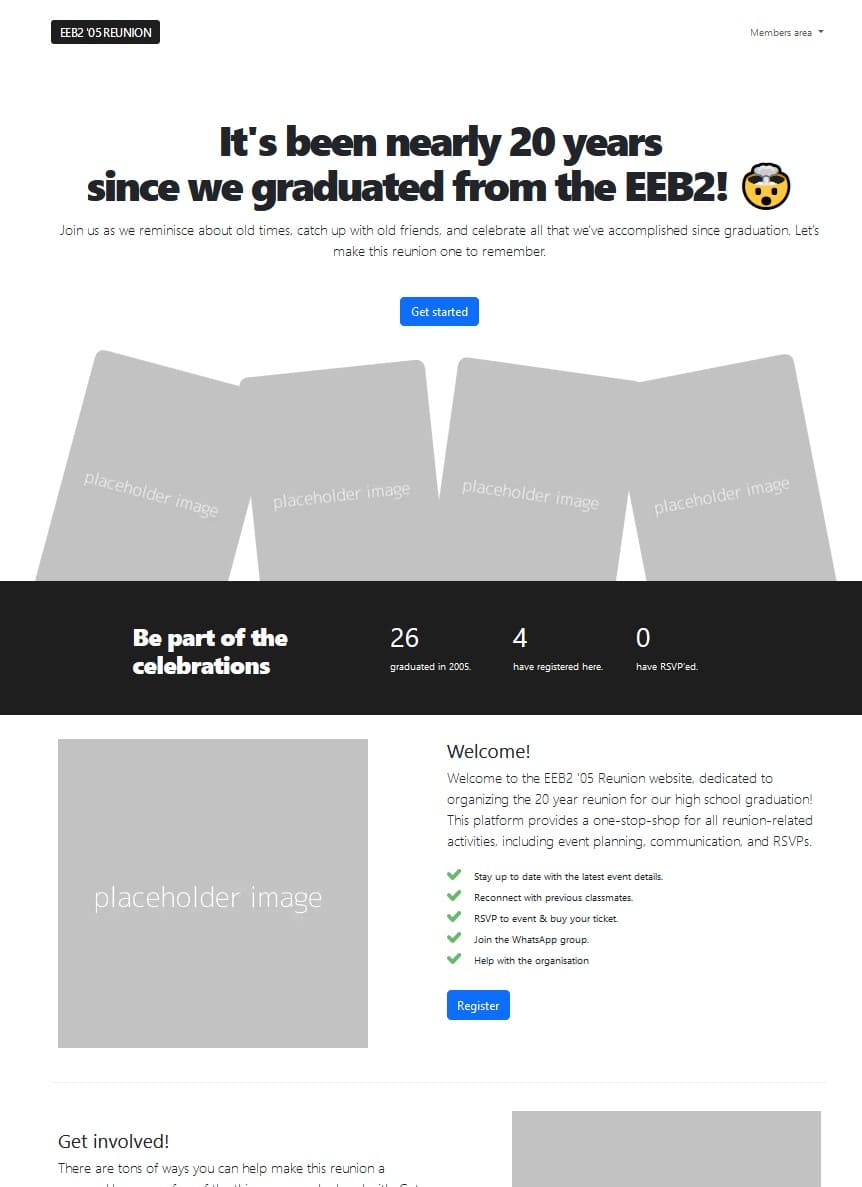 EEB2 '05 REUNION
Members area
It's been nearly 20 years
since we graduated from the EEB2! 🤯
Join us as we reminisce about old times, catch up with old friends, and celebrate all that we've accomplished since graduation. Let's
make this reunion one to remember.
Get started
placeholder image
placeholder image
placeholder image
placeholder image
Be part of the
celebrations
26
graduated in 2005.
4
have registered here.
0
have RSVP'ed.
placeholder image
Welcome!
Welcome to the EEB2 '05 Reunion website, dedicated to
organizing the 20 year reunion for our high school graduation!
This platform provides a one-stop-shop for all reunion-related
activities, including event planning, communication, and RSVPs.
Stay up to date with the latest event details.
Reconnect with previous classmates.
RSVP to event & buy your ticket.
Join the WhatsApp group.
Help with the organisation
Register
Get involved!
There are tons of ways you can help make this reunion a